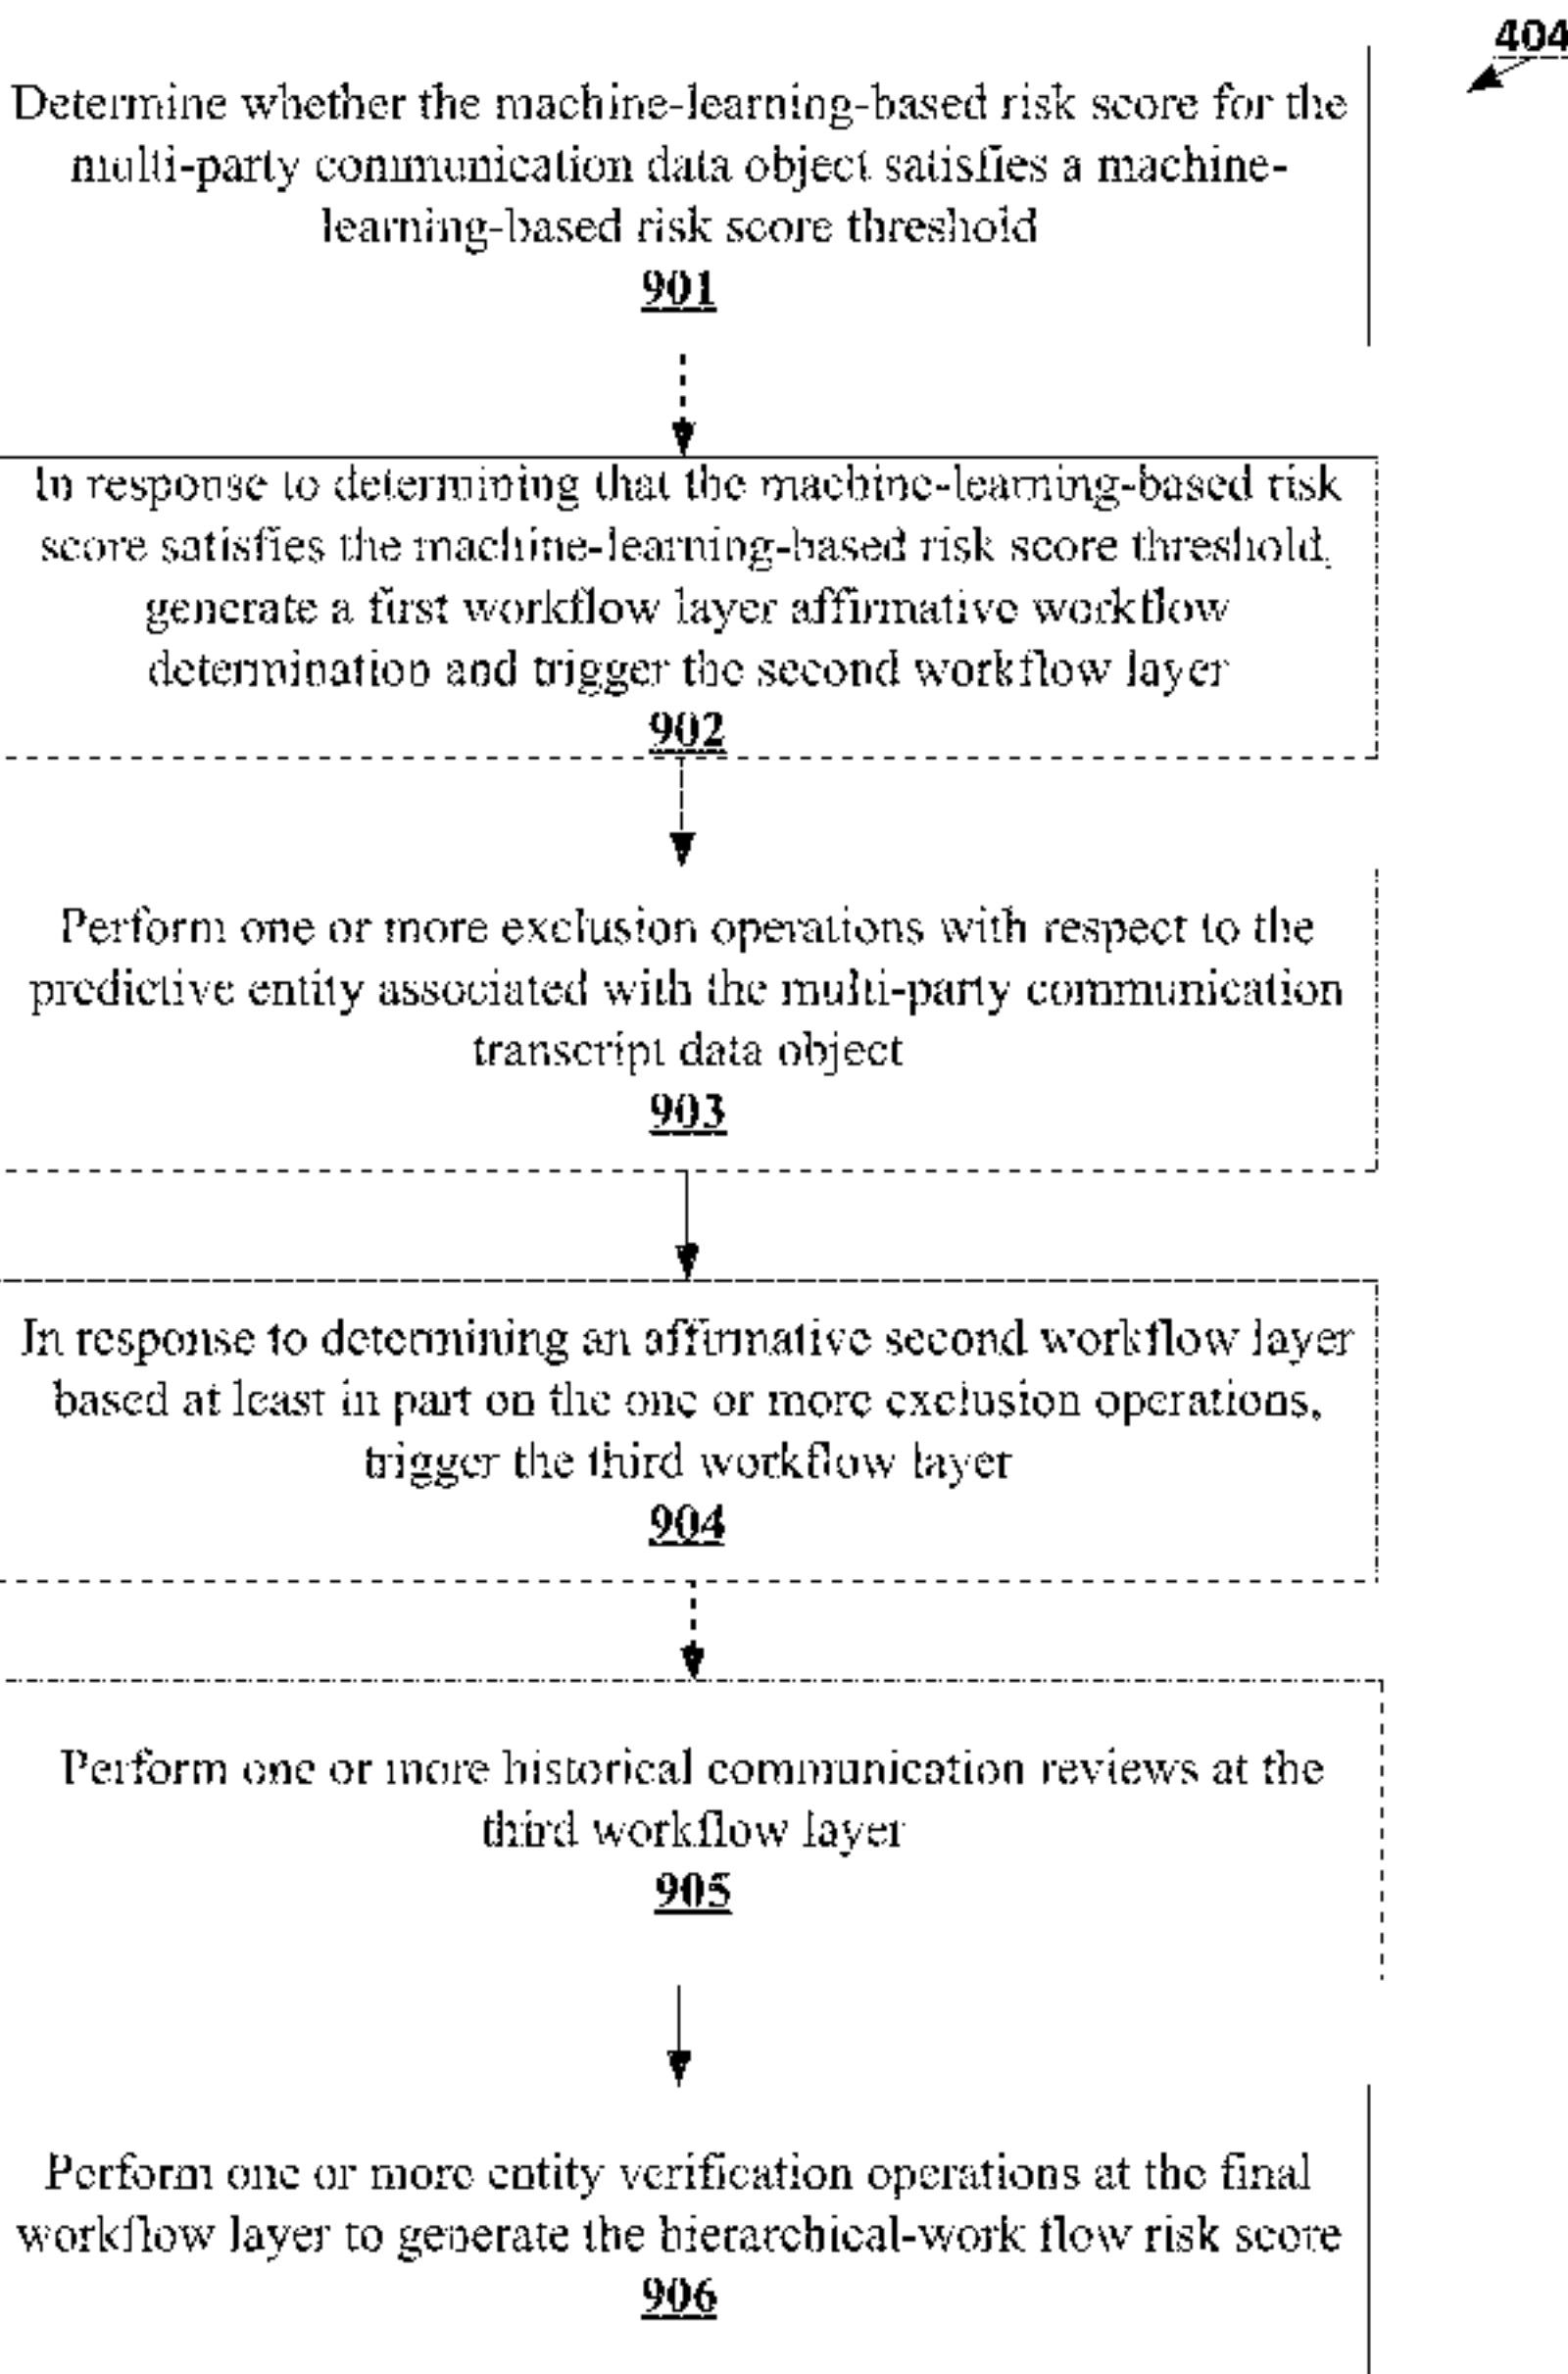 404
Determine whether the machine-learning-based risk score for the
multi-party communication data object satisfies a machine-
learning-based risk score threshold
901
In response to determining that the machine-learning-based risk
score satisfies the machine-learning-based risk score threshold,
generate a first workflow layer affirmative workflow
determination and trigger the second workflow layer
902
Perform one or more exclusion operations with respect to the
predictive entity associated with the multi-party communication
transcript data object
903
In response to determining an affirmative second workflow layer
based at least in part on the one or more exclusion operations,
trigger the third workflow layer
904
Perform one or more historical communication reviews at the
third workflow layer
905
Perform one or more entity verification operations at the final
workflow layer to generate the hierarchical-work flow risk score
906